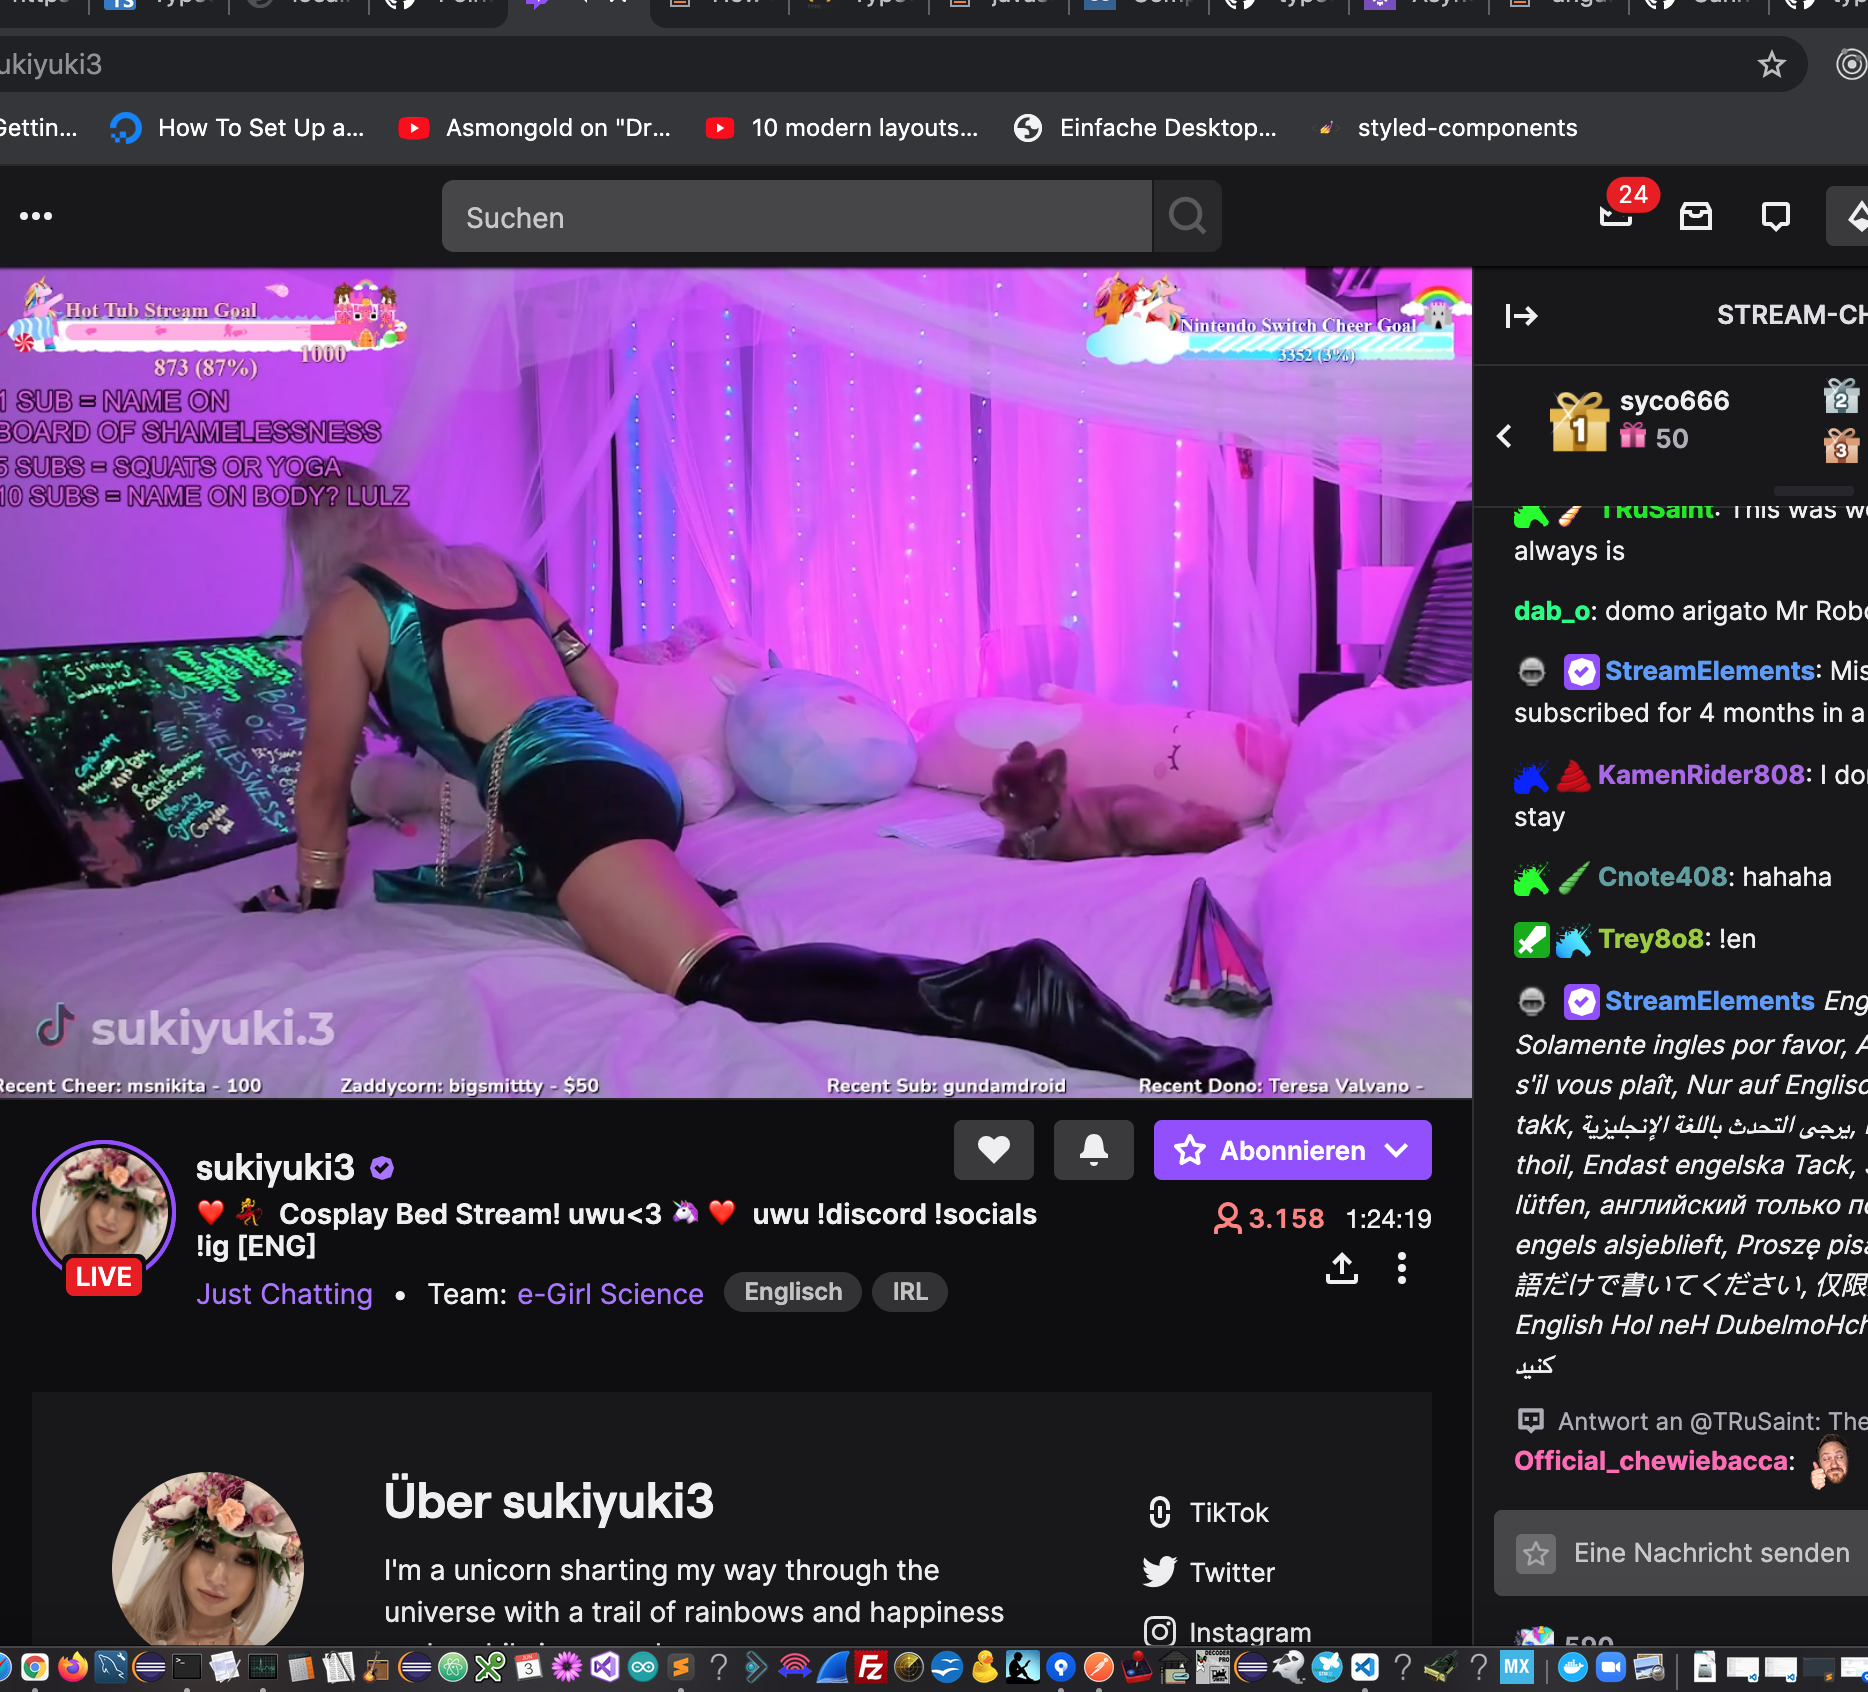 ukiyuki3
Gettin...
How To Set Up a...
Asmongold on "Dr...
10 modern layouts...
Einfache Desktop...
styled-components
Suchen
24
Hot Tub Stream Goal
1000
873 (87%)
1 SUB = NAME ON
BOARD OF SHAMELESSNESS
5 SUBS = SQUATS OR YOGA
10 SUBS = NAME ON BODY? LULZ
Nintendo Switch Cheer Goal
3352 (3%)
sukiyuki.3
Recent Cheer: msnikita - 100
Zaddycorn: bigsmittty - $50
Recent Sub: gundamdroid
Recent Dono: Teresa Valvano -
sukiyuki3
Cosplay Bed Stream! uwu<3 uwu !discord !socials
!ig [ENG]
LIVE
Just Chatting • Team: e-Girl Science Englisch IRL
Abonnieren
3.158 1:24:19
Über sukiyuki3
I'm a unicorn sharting my way through the
universe with a trail of rainbows and happiness
TikTok
Twitter
Instagram
STREAM-CH
1 syco666
50
2
3
TRuSaint: This was
always is
dab_o: domo arigato Mr Robo
StreamElements: Mis
subscribed for 4 months in a
KamenRider808: I do
stay
Cnote408: hahaha
Trey8o8: !en
StreamElements Eng
Solamente ingles por favor, A
s'il vous plaît, Nur auf Englisc
takk, يرجى التحدث باللغة الإنجليزية,
thoil, Endast engelska Tack,
lütfen, английский только по
engels alsjeblieft, Proszę pisa
語だけで書いてください, 仅限
English Hol neH DubelmoHch
کنید
Antwort an @TRuSaint: The
Official_chewiebacca:
Eine Nachricht senden
590